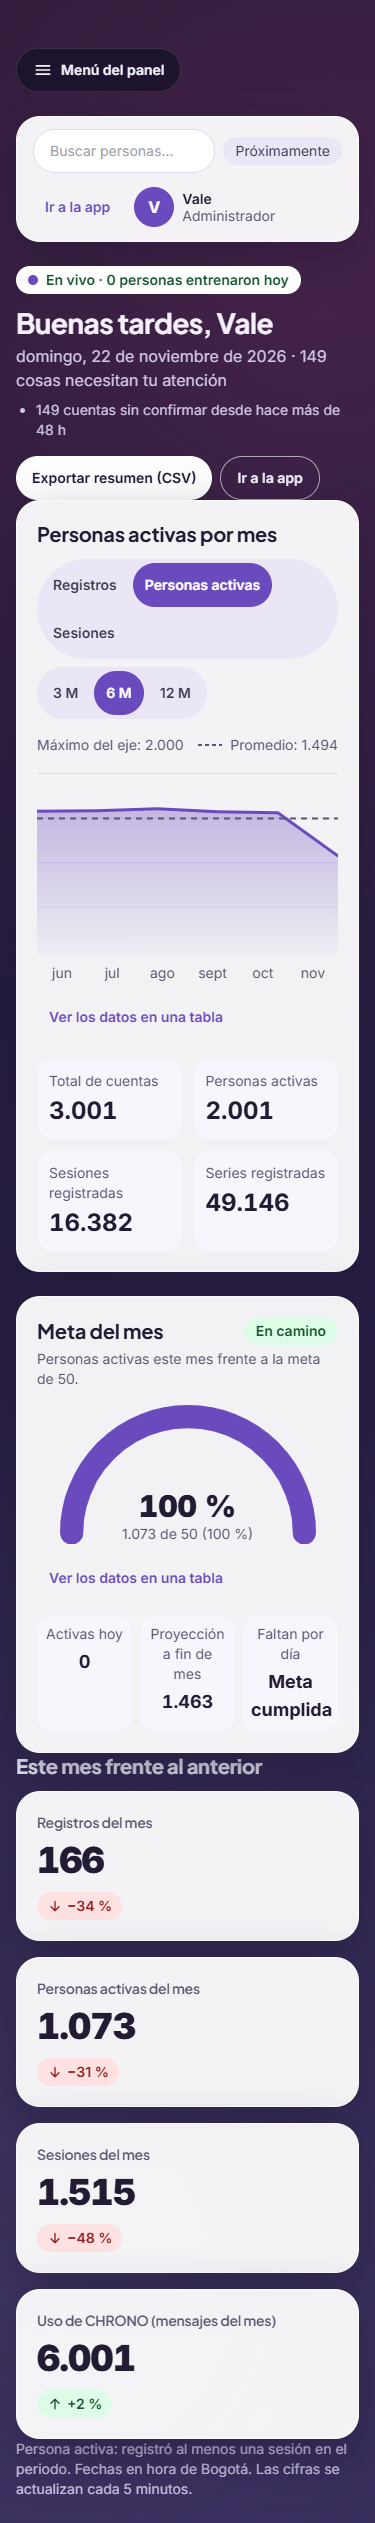 Menú del panel
Buscar personas...
Próximamente
Ir a la app
V
Vale
Administrador
En vivo · 0 personas entrenaron hoy
Buenas tardes, Vale
domingo, 22 de noviembre de 2026 · 149
cosas necesitan tu atención
• 149 cuentas sin confirmar desde hace más de
48 h
Exportar resumen (CSV)
Ir a la app
Personas activas por mes
Registros
Personas activas
Sesiones
3 M
6 M
12 M
Máximo del eje: 2.000
Promedio: 1.494
jun jul ago sept oct nov
Ver los datos en una tabla
Total de cuentas
3.001
Personas activas
2.001
Sesiones
registradas
16.382
Series registradas
49.146
Meta del mes
En camino
Personas activas este mes frente a la meta
de 50.
100 %
1.073 de 50 (100 %)
Ver los datos en una tabla
Activas hoy
0
Proyección
a fin de
mes
1.463
Faltan por
día
Meta
cumplida
Este mes frente al anterior
Registros del mes
166
↓ −34 %
Personas activas del mes
1.073
↓ −31 %
Sesiones del mes
1.515
↓ −48 %
Uso de CHRONO (mensajes del mes)
6.001
↑ +2 %
Persona activa: registró al menos una sesión en el
periodo. Fechas en hora de Bogotá. Las cifras se
actualizan cada 5 minutos.